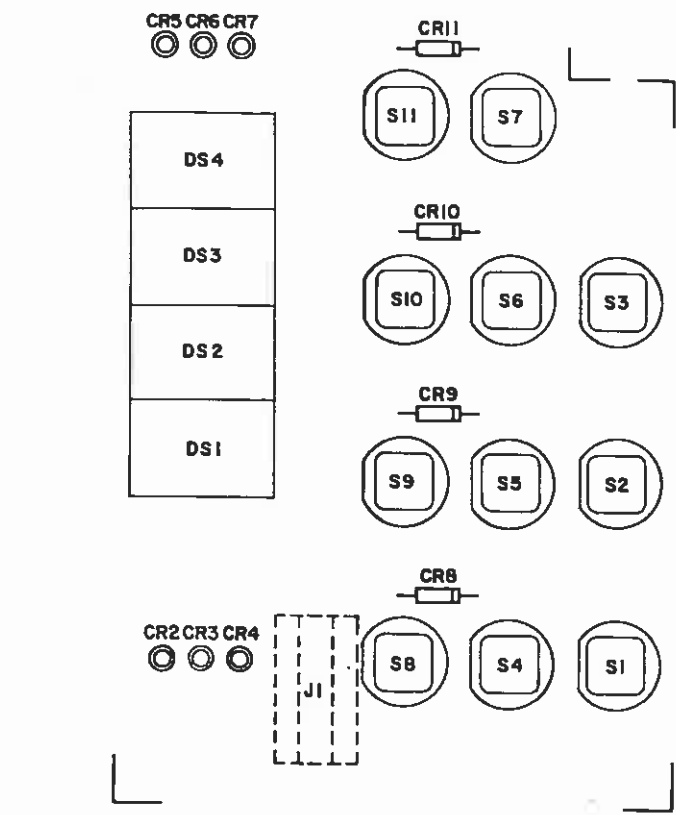 CR5 CR6 CR7
CR11
S11 S7
DS4
CR10
DS3
S10 S6 S3
DS2
CR9
DS1
S9 S5 S2
CR8
CR2 CR3 CR4
S8 S4 S1
J1